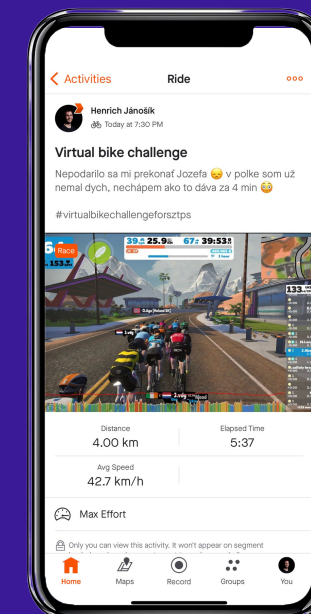 Activities
Ride
Henrich Jánošík
Today at 7:30 PM
Virtual bike challenge
Nepodarilo sa mi prekonať Jozefa 😞 v polke som už
nemal dych, nechápem ako to dáva za 4 min 😳
#virtualbikechallengeforsztps
Race
39 25.9 67 39:53
133
Distance
4.00 km
Elapsed Time
5:37
Avg Speed
42.7 km/h
Max Effort
Only you can view this activity. It won't appear on segment
Home
Maps
Record
Groups
You